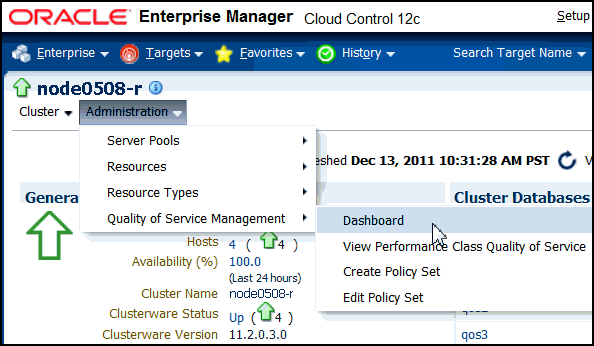 ORACLE Enterprise Manager Cloud Control 12c Setup
Enterprise Targets Favorites History Search Target Name
node0508-r
Cluster Administration
Server Pools
Resources
Resource Types
Quality of Service Management
Dec 13, 2011 10:31:28 AM PST
Cluster Databases
Dashboard
View Performance Class Quality of Service
Create Policy Set
Edit Policy Set
Hosts 4 ( 4 )
Availability (%) 100.0
(Last 24 hours)
Cluster Name node0508-r
Clusterware Status Up ( 4 )
Clusterware Version 11.2.0.3.0
qos3